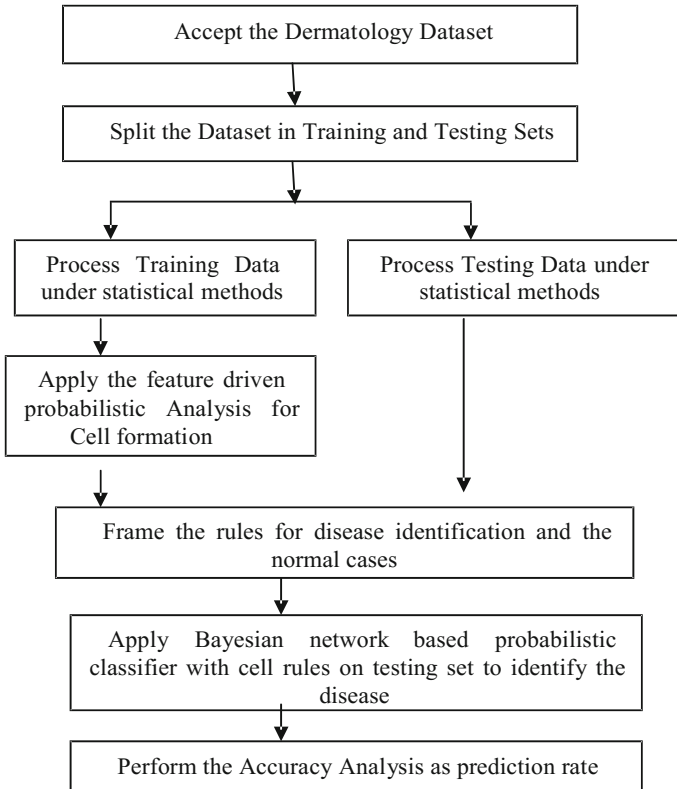 Accept the Dermatology Dataset
Split the Dataset in Training and Testing Sets
Process Training Data
under statistical methods
Process Testing Data under
statistical methods
Apply the feature driven
probabilistic Analysis for
Cell formation
Frame the rules for disease identification and the
normal cases
Apply Bayesian network based probabilistic
classifier with cell rules on testing set to identify the
disease
Perform the Accuracy Analysis as prediction rate